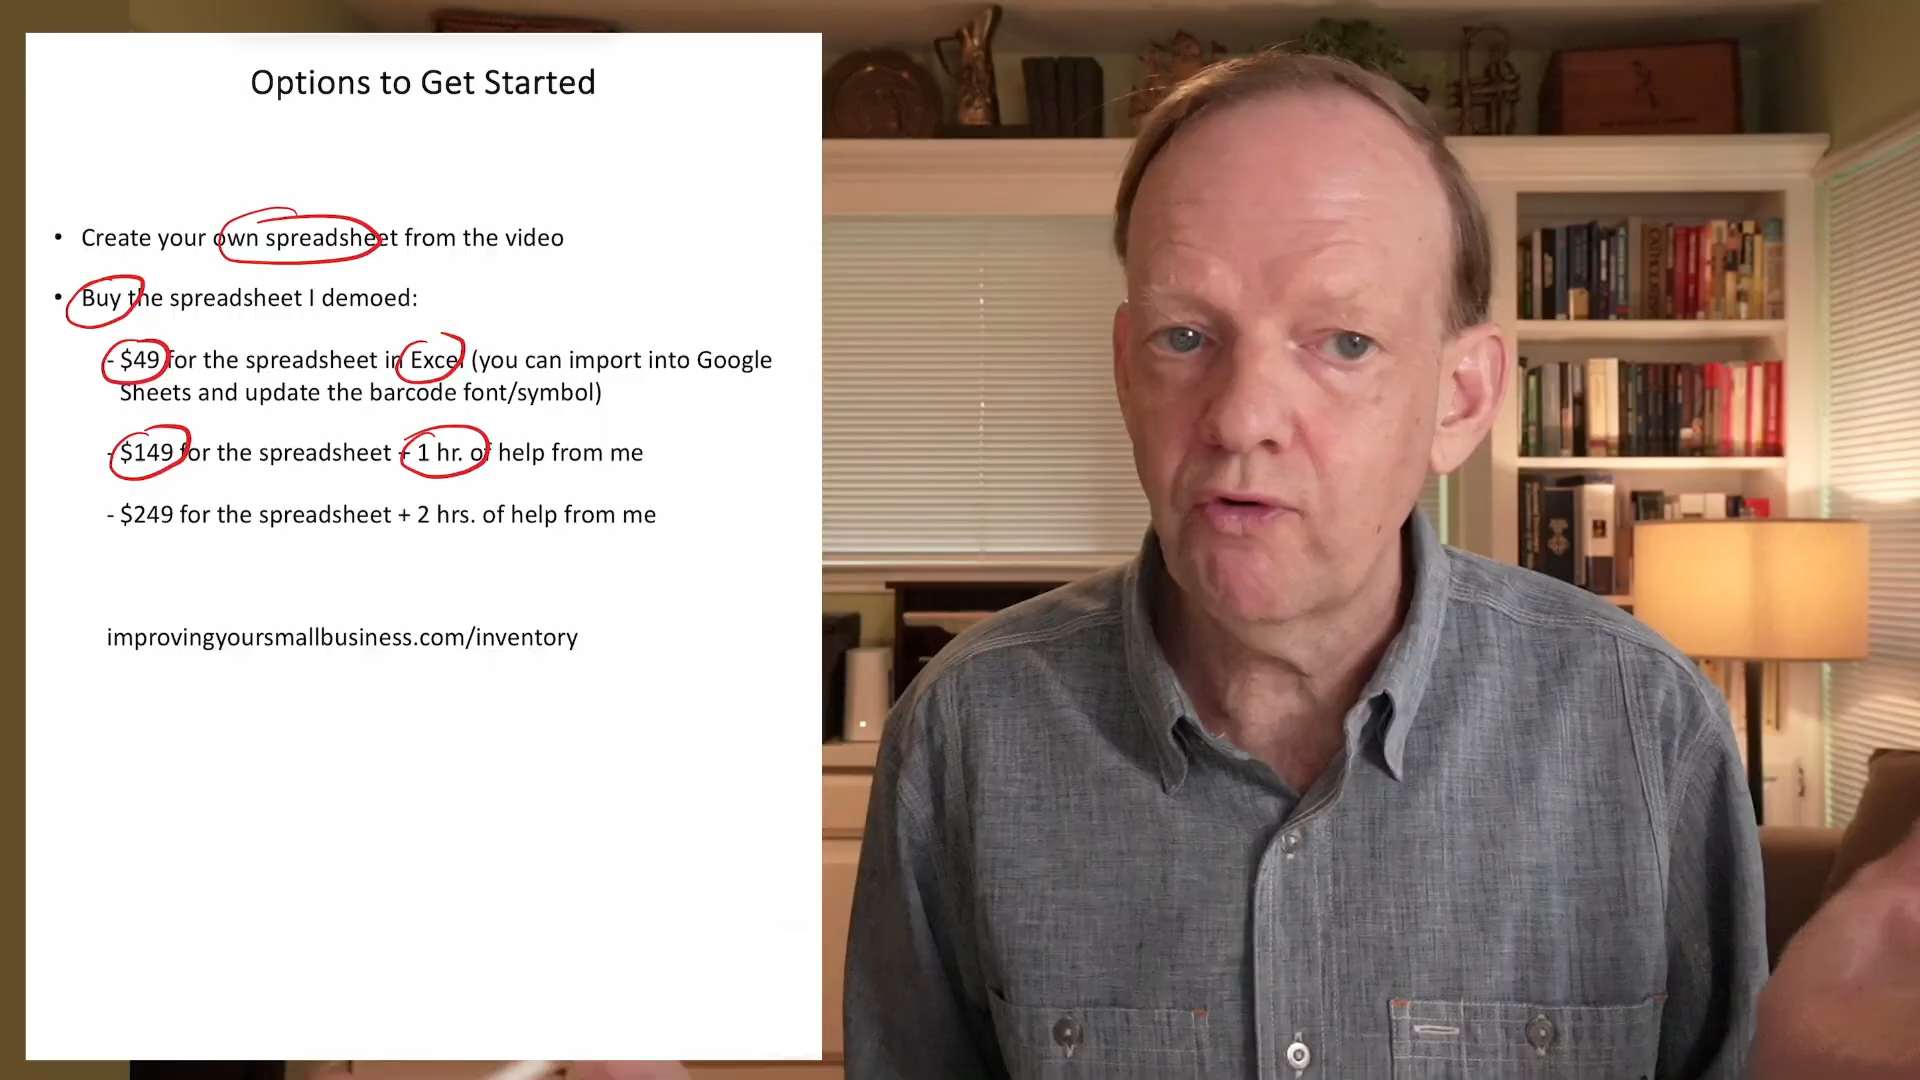 Options to Get Started
• Create your own spreadsheet from the video
• Buy the spreadsheet I demoed:
- $49 for the spreadsheet in Excel (you can import into Google
Sheets and update the barcode font/symbol)
- $149 for the spreadsheet + 1 hr. of help from me
- $249 for the spreadsheet + 2 hrs. of help from me
improvingyoursmallbusiness.com/inventory